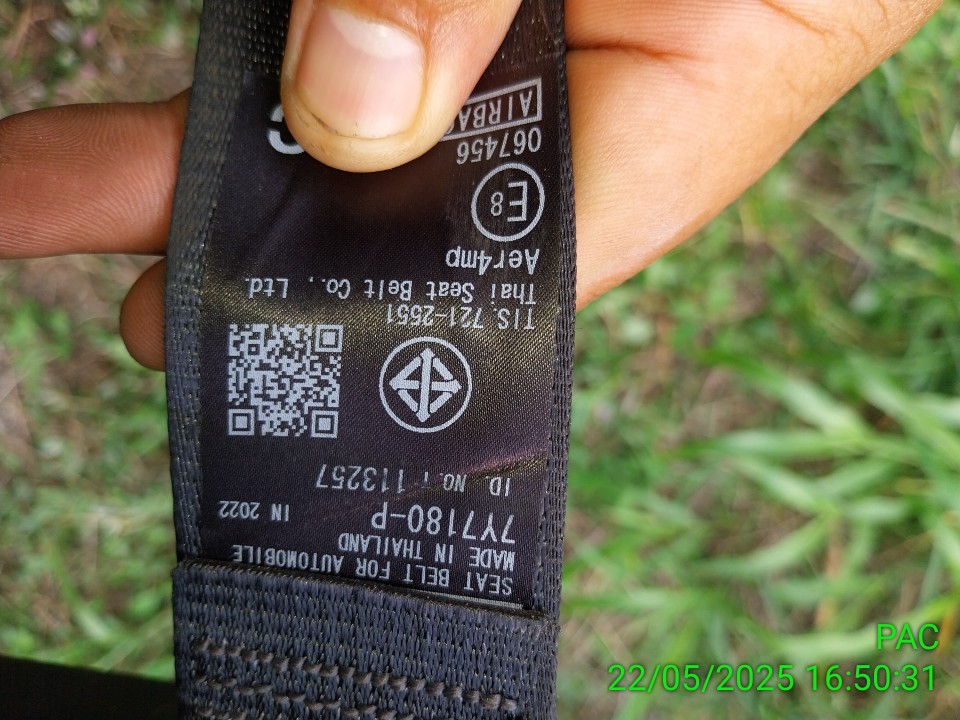 SEAT BELT FOR AUTOMOBILE
MADE IN THAILAND
7Y7180-P IN 2022
ID NO. 113257
TIS 721-2551
Thai Seat Belt Co., Ltd.
Aer4mp
E8
067456
AIRBAG
PAC
22/05/2025 16:50:31